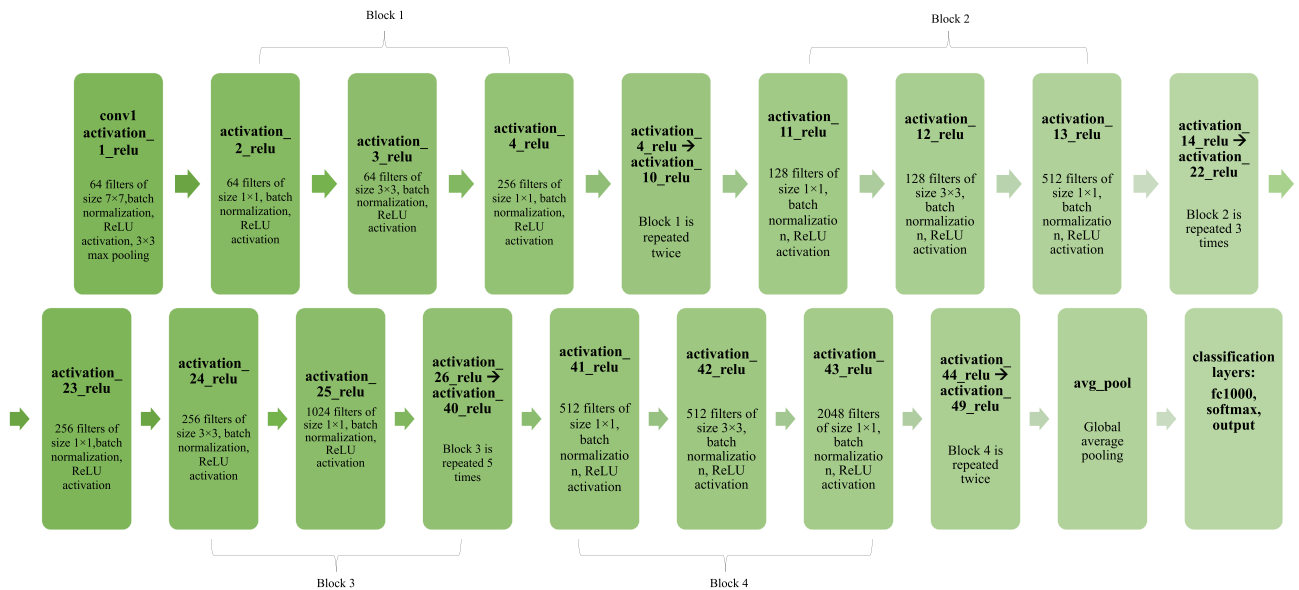 Block 1
Block 2
conv1
activation_
1_relu
64 filters of
size 7×7,batch
normalization,
ReLU
activation, 3×3
max pooling
activation_
2_relu
64 filters of
size 1×1, batch
normalization,
ReLU
activation
activation_
3_relu
64 filters of
size 3×3, batch
normalization,
ReLU
activation
activation_
4_relu
256 filters of
size 1×1, batch
normalization,
ReLU
activation
activation_
4_relu →
activation_
10_relu
Block 1 is
repeated
twice
activation_
11_relu
128 filters of
size 1×1,
batch
normalizatio
n, ReLU
activation
activation_
12_relu
128 filters of
size 3×3,
batch
normalizatio
n, ReLU
activation
activation_
13_relu
512 filters of
size 1×1,
batch
normalizatio
n, ReLU
activation
activation_
14_relu →
activation_
22_relu
Block 2 is
repeated 3
times
activation_
23_relu
256 filters of
size 1×1,batch
normalization,
ReLU
activation
activation_
24_relu
256 filters of
size 3×3, batch
normalization,
ReLU
activation
activation_
25_relu
1024 filters of
size 1×1, batch
normalization,
ReLU
activation
activation_
26_relu →
activation_
40_relu
Block 3 is
repeated 5
times
activation_
41_relu
512 filters of
size 1×1,
batch
normalizatio
n, ReLU
activation
activation_
42_relu
512 filters of
size 3×3,
batch
normalizatio
n, ReLU
activation
activation_
43_relu
2048 filters
of size 1×1,
batch
normalizatio
n, ReLU
activation
activation_
44_relu →
activation_
49_relu
Block 4 is
repeated
twice
avg_pool
Global
average
pooling
classification
layers:
fc1000,
softmax,
output
Block 3
Block 4